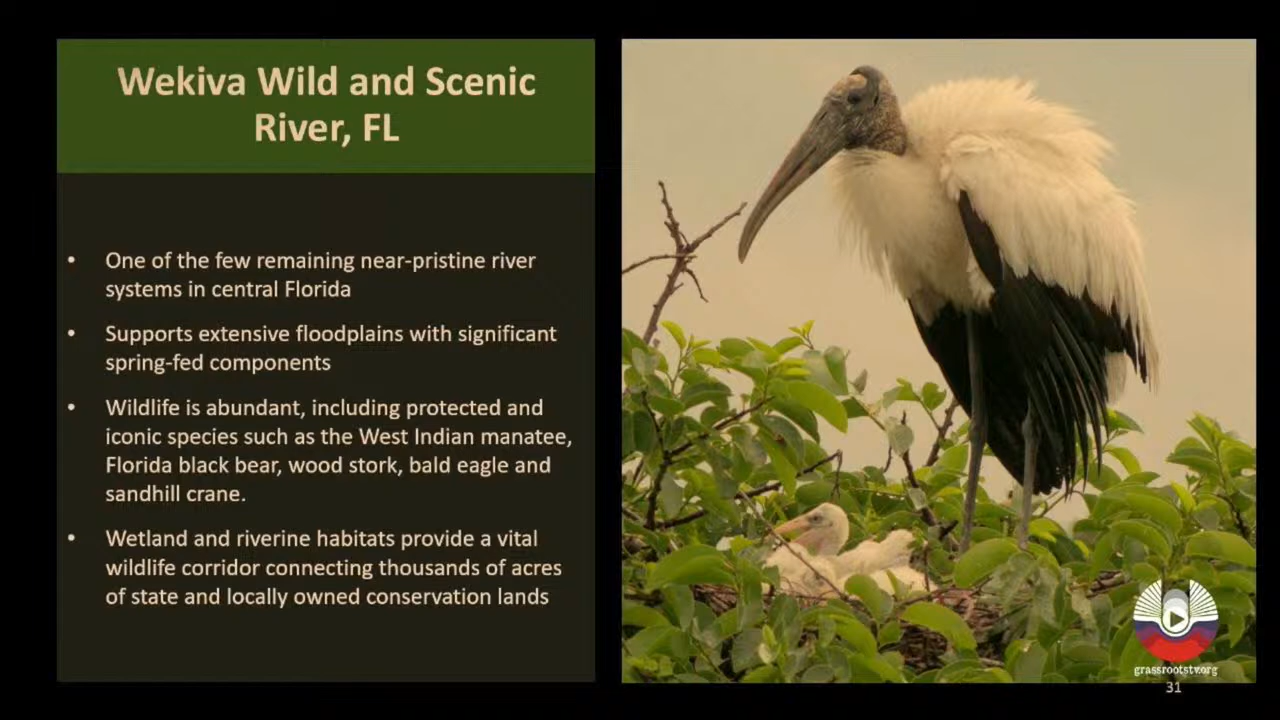 Wekiva Wild and Scenic
River, FL
• One of the few remaining near-pristine river
systems in central Florida
• Supports extensive floodplains with significant
spring-fed components
• Wildlife is abundant, including protected and
iconic species such as the West Indian manatee,
Florida black bear, wood stork, bald eagle and
sandhill crane.
• Wetland and riverine habitats provide a vital
wildlife corridor connecting thousands of acres
of state and locally owned conservation lands
grassrootstv.org
31